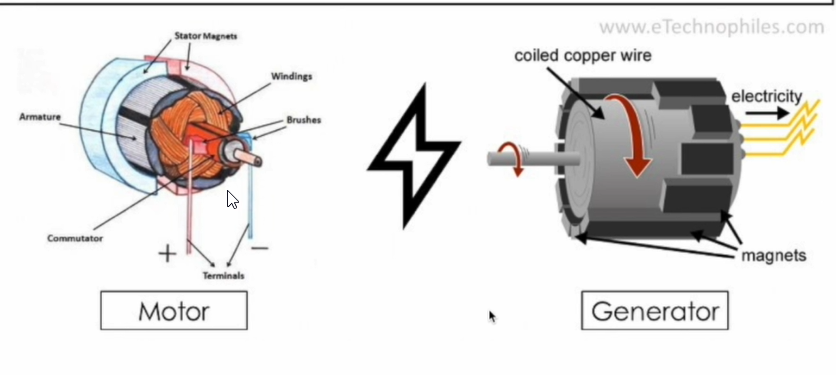 www.eTechnophiles.com
Stator Magnets
Windings
Armature
Brushes
Commutator
+
−
Terminals
Motor
coiled copper wire
electricity
magnets
Generator